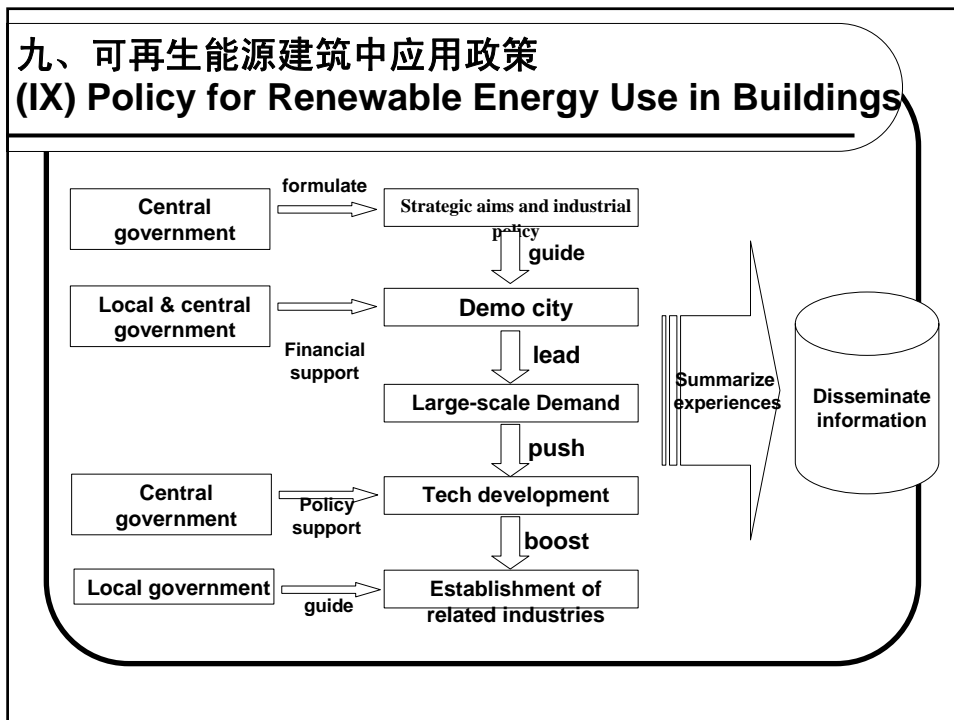 九、可再生能源建筑中应用政策
(IX) Policy for Renewable Energy Use in Buildings
formulate
Central
government
Strategic aims and industrial
policy
guide
Local & central
government
Demo city
Financial
support
lead
Large-scale Demand
push
Central
government
Policy
support
Tech development
boost
Local government
guide
Establishment of
related industries
Summarize
experiences
Disseminate
information